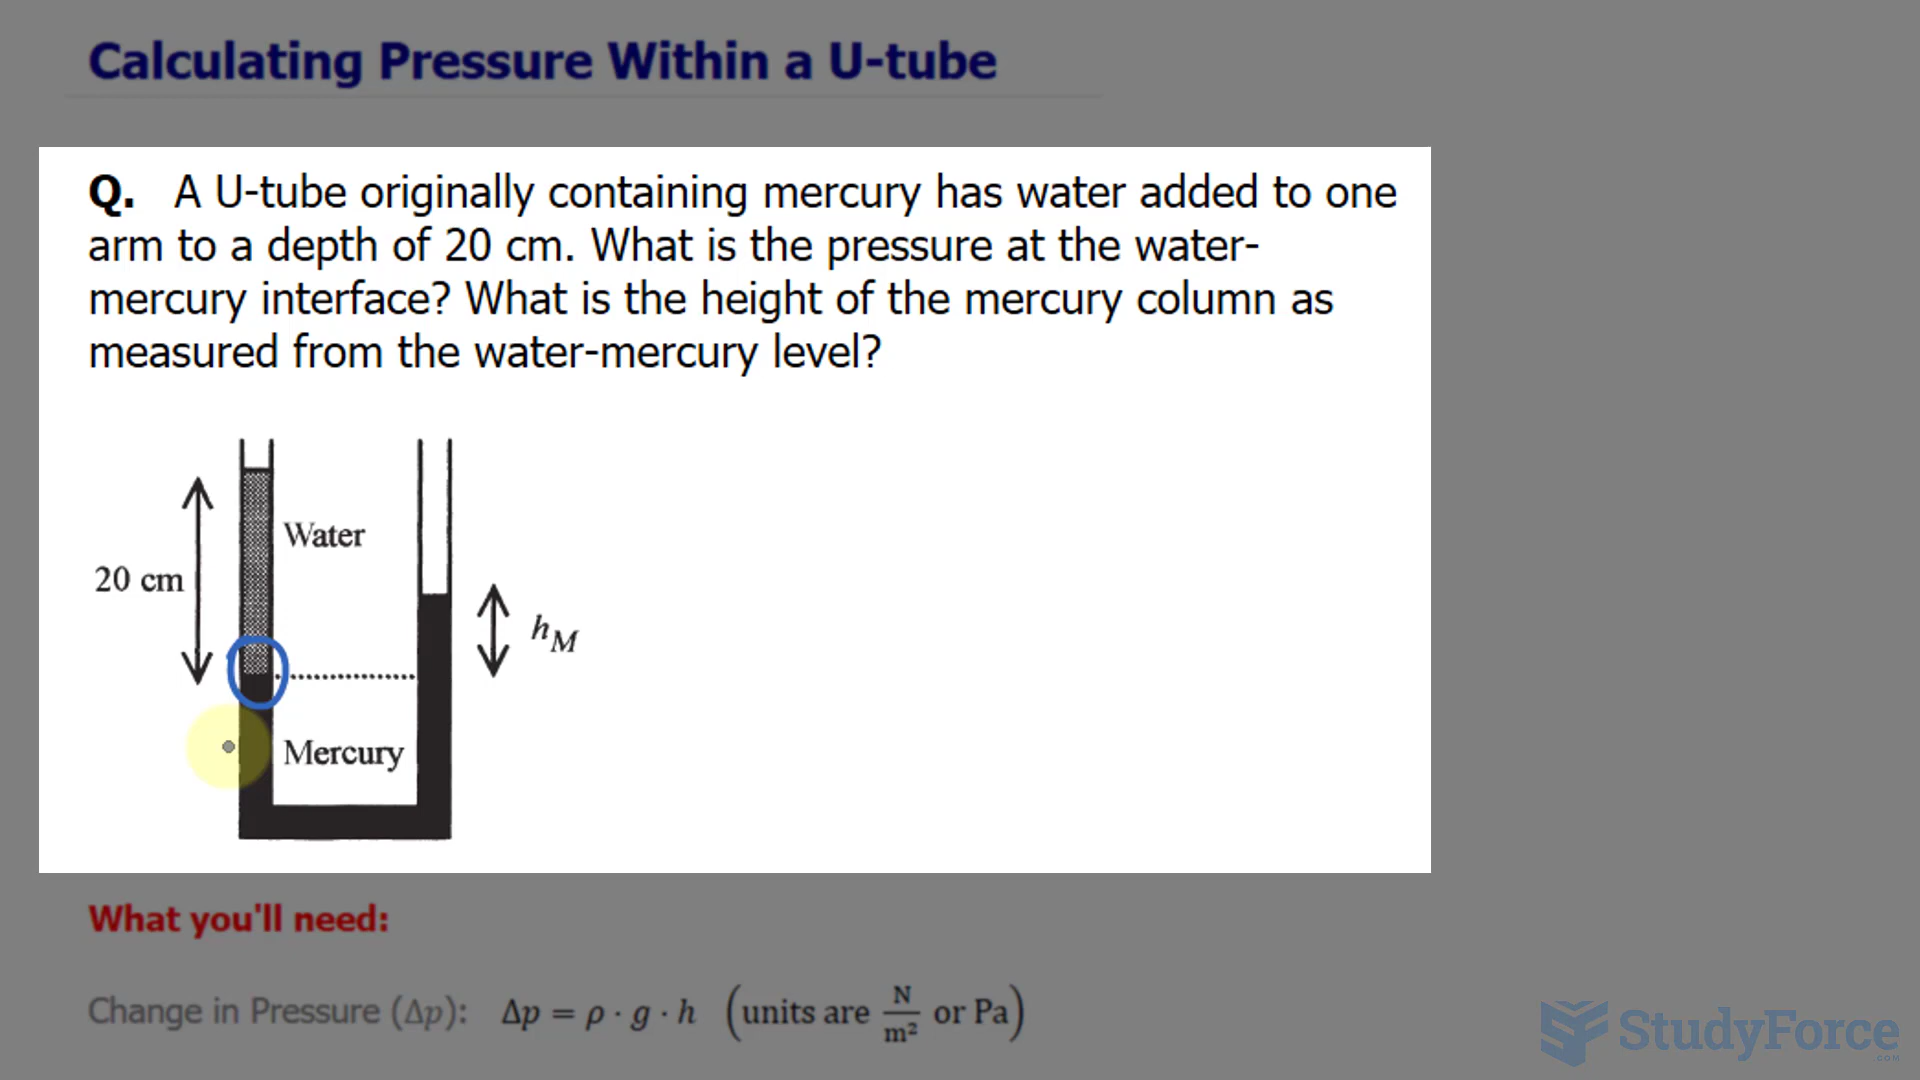 Calculating Pressure Within a U-tube
Q. A U-tube originally containing mercury has water added to one
arm to a depth of 20 cm. What is the pressure at the water-
mercury interface? What is the height of the mercury column as
measured from the water-mercury level?
Water
20 cm
h_M
Mercury
What you'll need:
Change in Pressure (Δp): Δp = ρ · g · h (units are N/m² or Pa)
StudyForce
.COM